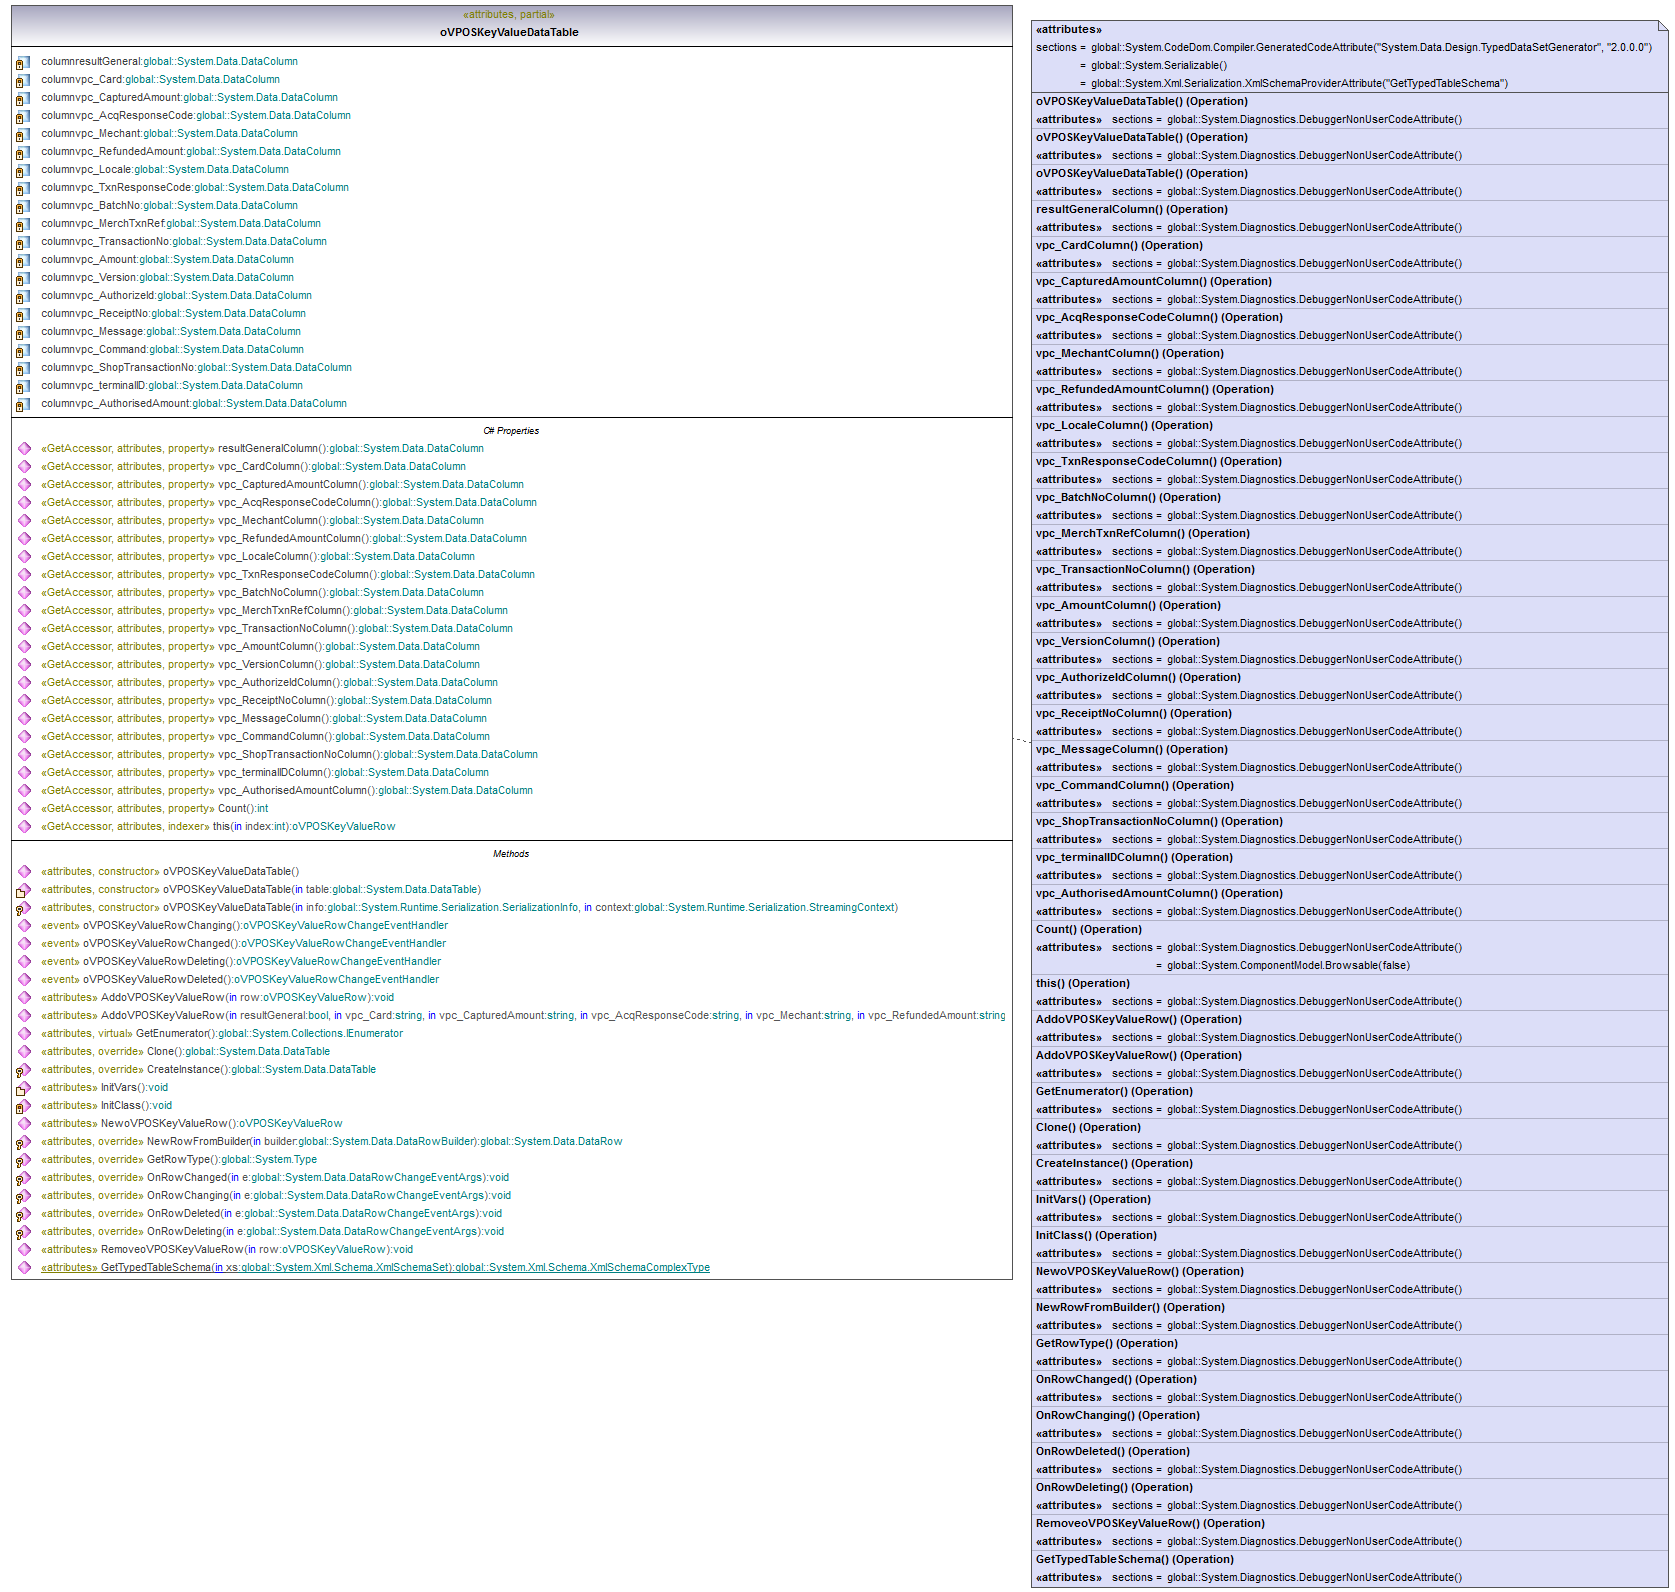 «attributes, partial»
oVPOSKeyValueDataTable
columnresultGeneral:global::System.Data.DataColumn
columnvpc_Card:global::System.Data.DataColumn
columnvpc_CapturedAmount:global::System.Data.DataColumn
columnvpc_AcqResponseCode:global::System.Data.DataColumn
columnvpc_Mechant:global::System.Data.DataColumn
columnvpc_RefundedAmount:global::System.Data.DataColumn
columnvpc_Locale:global::System.Data.DataColumn
columnvpc_TxnResponseCode:global::System.Data.DataColumn
columnvpc_BatchNo:global::System.Data.DataColumn
columnvpc_MerchTxnRef:global::System.Data.DataColumn
columnvpc_TransactionNo:global::System.Data.DataColumn
columnvpc_Amount:global::System.Data.DataColumn
columnvpc_Version:global::System.Data.DataColumn
columnvpc_AuthorizeId:global::System.Data.DataColumn
columnvpc_ReceiptNo:global::System.Data.DataColumn
columnvpc_Message:global::System.Data.DataColumn
columnvpc_Command:global::System.Data.DataColumn
columnvpc_ShopTransactionNo:global::System.Data.DataColumn
columnvpc_terminalID:global::System.Data.DataColumn
columnvpc_AuthorisedAmount:global::System.Data.DataColumn
C# Properties
«GetAccessor, attributes, property» resultGeneralColumn():global::System.Data.DataColumn
«GetAccessor, attributes, property» vpc_CardColumn():global::System.Data.DataColumn
«GetAccessor, attributes, property» vpc_CapturedAmountColumn():global::System.Data.DataColumn
«GetAccessor, attributes, property» vpc_AcqResponseCodeColumn():global::System.Data.DataColumn
«GetAccessor, attributes, property» vpc_MechantColumn():global::System.Data.DataColumn
«GetAccessor, attributes, property» vpc_RefundedAmountColumn():global::System.Data.DataColumn
«GetAccessor, attributes, property» vpc_LocaleColumn():global::System.Data.DataColumn
«GetAccessor, attributes, property» vpc_TxnResponseCodeColumn():global::System.Data.DataColumn
«GetAccessor, attributes, property» vpc_BatchNoColumn():global::System.Data.DataColumn
«GetAccessor, attributes, property» vpc_MerchTxnRefColumn():global::System.Data.DataColumn
«GetAccessor, attributes, property» vpc_TransactionNoColumn():global::System.Data.DataColumn
«GetAccessor, attributes, property» vpc_AmountColumn():global::System.Data.DataColumn
«GetAccessor, attributes, property» vpc_VersionColumn():global::System.Data.DataColumn
«GetAccessor, attributes, property» vpc_AuthorizeIdColumn():global::System.Data.DataColumn
«GetAccessor, attributes, property» vpc_ReceiptNoColumn():global::System.Data.DataColumn
«GetAccessor, attributes, property» vpc_MessageColumn():global::System.Data.DataColumn
«GetAccessor, attributes, property» vpc_CommandColumn():global::System.Data.DataColumn
«GetAccessor, attributes, property» vpc_ShopTransactionNoColumn():global::System.Data.DataColumn
«GetAccessor, attributes, property» vpc_terminalIDColumn():global::System.Data.DataColumn
«GetAccessor, attributes, property» vpc_AuthorisedAmountColumn():global::System.Data.DataColumn
«GetAccessor, attributes, property» Count():int
«GetAccessor, attributes, indexer» this(in index:int):oVPOSKeyValueRow
Methods
«attributes, constructor» oVPOSKeyValueDataTable()
«attributes, constructor» oVPOSKeyValueDataTable(in table:global::System.Data.DataTable)
«attributes, constructor» oVPOSKeyValueDataTable(in info:global::System.Runtime.Serialization.SerializationInfo, in context:global::System.Runtime.Serialization.StreamingContext)
«event» oVPOSKeyValueRowChanging():oVPOSKeyValueRowChangeEventHandler
«event» oVPOSKeyValueRowChanged():oVPOSKeyValueRowChangeEventHandler
«event» oVPOSKeyValueRowDeleting():oVPOSKeyValueRowChangeEventHandler
«event» oVPOSKeyValueRowDeleted():oVPOSKeyValueRowChangeEventHandler
«attributes» AddoVPOSKeyValueRow(in row:oVPOSKeyValueRow):void
«attributes» AddoVPOSKeyValueRow(in resultGeneral:bool, in vpc_Card:string, in vpc_CapturedAmount:string, in vpc_AcqResponseCode:string, in vpc_Mechant:string, in vpc_RefundedAmount:string
«attributes, virtual» GetEnumerator():global::System.Collections.IEnumerator
«attributes, override» Clone():global::System.Data.DataTable
«attributes, override» CreateInstance():global::System.Data.DataTable
«attributes» InitVars():void
«attributes» InitClass():void
«attributes» NewoVPOSKeyValueRow():oVPOSKeyValueRow
«attributes, override» NewRowFromBuilder(in builder:global::System.Data.DataRowBuilder):global::System.Data.DataRow
«attributes, override» GetRowType():global::System.Type
«attributes, override» OnRowChanged(in e:global::System.Data.DataRowChangeEventArgs):void
«attributes, override» OnRowChanging(in e:global::System.Data.DataRowChangeEventArgs):void
«attributes, override» OnRowDeleted(in e:global::System.Data.DataRowChangeEventArgs):void
«attributes, override» OnRowDeleting(in e:global::System.Data.DataRowChangeEventArgs):void
«attributes» RemoveoVPOSKeyValueRow(in row:oVPOSKeyValueRow):void
«attributes» GetTypedTableSchema(in xs:global::System.Xml.Schema.XmlSchemaSet):global::System.Xml.Schema.XmlSchemaComplexType
«attributes»
sections = global::System.CodeDom.Compiler.GeneratedCodeAttribute("System.Data.Design.TypedDataSetGenerator", "2.0.0.0")
= global::System.Serializable()
= global::System.Xml.Serialization.XmlSchemaProviderAttribute("GetTypedTableSchema")
oVPOSKeyValueDataTable() (Operation)
«attributes» sections = global::System.Diagnostics.DebuggerNonUserCodeAttribute()
oVPOSKeyValueDataTable() (Operation)
«attributes» sections = global::System.Diagnostics.DebuggerNonUserCodeAttribute()
oVPOSKeyValueDataTable() (Operation)
«attributes» sections = global::System.Diagnostics.DebuggerNonUserCodeAttribute()
resultGeneralColumn() (Operation)
«attributes» sections = global::System.Diagnostics.DebuggerNonUserCodeAttribute()
vpc_CardColumn() (Operation)
«attributes» sections = global::System.Diagnostics.DebuggerNonUserCodeAttribute()
vpc_CapturedAmountColumn() (Operation)
«attributes» sections = global::System.Diagnostics.DebuggerNonUserCodeAttribute()
vpc_AcqResponseCodeColumn() (Operation)
«attributes» sections = global::System.Diagnostics.DebuggerNonUserCodeAttribute()
vpc_MechantColumn() (Operation)
«attributes» sections = global::System.Diagnostics.DebuggerNonUserCodeAttribute()
vpc_RefundedAmountColumn() (Operation)
«attributes» sections = global::System.Diagnostics.DebuggerNonUserCodeAttribute()
vpc_LocaleColumn() (Operation)
«attributes» sections = global::System.Diagnostics.DebuggerNonUserCodeAttribute()
vpc_TxnResponseCodeColumn() (Operation)
«attributes» sections = global::System.Diagnostics.DebuggerNonUserCodeAttribute()
vpc_BatchNoColumn() (Operation)
«attributes» sections = global::System.Diagnostics.DebuggerNonUserCodeAttribute()
vpc_MerchTxnRefColumn() (Operation)
«attributes» sections = global::System.Diagnostics.DebuggerNonUserCodeAttribute()
vpc_TransactionNoColumn() (Operation)
«attributes» sections = global::System.Diagnostics.DebuggerNonUserCodeAttribute()
vpc_AmountColumn() (Operation)
«attributes» sections = global::System.Diagnostics.DebuggerNonUserCodeAttribute()
vpc_VersionColumn() (Operation)
«attributes» sections = global::System.Diagnostics.DebuggerNonUserCodeAttribute()
vpc_AuthorizeIdColumn() (Operation)
«attributes» sections = global::System.Diagnostics.DebuggerNonUserCodeAttribute()
vpc_ReceiptNoColumn() (Operation)
«attributes» sections = global::System.Diagnostics.DebuggerNonUserCodeAttribute()
vpc_MessageColumn() (Operation)
«attributes» sections = global::System.Diagnostics.DebuggerNonUserCodeAttribute()
vpc_CommandColumn() (Operation)
«attributes» sections = global::System.Diagnostics.DebuggerNonUserCodeAttribute()
vpc_ShopTransactionNoColumn() (Operation)
«attributes» sections = global::System.Diagnostics.DebuggerNonUserCodeAttribute()
vpc_terminalIDColumn() (Operation)
«attributes» sections = global::System.Diagnostics.DebuggerNonUserCodeAttribute()
vpc_AuthorisedAmountColumn() (Operation)
«attributes» sections = global::System.Diagnostics.DebuggerNonUserCodeAttribute()
Count() (Operation)
«attributes» sections = global::System.Diagnostics.DebuggerNonUserCodeAttribute()
= global::System.ComponentModel.Browsable(false)
this() (Operation)
«attributes» sections = global::System.Diagnostics.DebuggerNonUserCodeAttribute()
AddoVPOSKeyValueRow() (Operation)
«attributes» sections = global::System.Diagnostics.DebuggerNonUserCodeAttribute()
AddoVPOSKeyValueRow() (Operation)
«attributes» sections = global::System.Diagnostics.DebuggerNonUserCodeAttribute()
GetEnumerator() (Operation)
«attributes» sections = global::System.Diagnostics.DebuggerNonUserCodeAttribute()
Clone() (Operation)
«attributes» sections = global::System.Diagnostics.DebuggerNonUserCodeAttribute()
CreateInstance() (Operation)
«attributes» sections = global::System.Diagnostics.DebuggerNonUserCodeAttribute()
InitVars() (Operation)
«attributes» sections = global::System.Diagnostics.DebuggerNonUserCodeAttribute()
InitClass() (Operation)
«attributes» sections = global::System.Diagnostics.DebuggerNonUserCodeAttribute()
NewoVPOSKeyValueRow() (Operation)
«attributes» sections = global::System.Diagnostics.DebuggerNonUserCodeAttribute()
NewRowFromBuilder() (Operation)
«attributes» sections = global::System.Diagnostics.DebuggerNonUserCodeAttribute()
GetRowType() (Operation)
«attributes» sections = global::System.Diagnostics.DebuggerNonUserCodeAttribute()
OnRowChanged() (Operation)
«attributes» sections = global::System.Diagnostics.DebuggerNonUserCodeAttribute()
OnRowChanging() (Operation)
«attributes» sections = global::System.Diagnostics.DebuggerNonUserCodeAttribute()
OnRowDeleted() (Operation)
«attributes» sections = global::System.Diagnostics.DebuggerNonUserCodeAttribute()
OnRowDeleting() (Operation)
«attributes» sections = global::System.Diagnostics.DebuggerNonUserCodeAttribute()
RemoveoVPOSKeyValueRow() (Operation)
«attributes» sections = global::System.Diagnostics.DebuggerNonUserCodeAttribute()
GetTypedTableSchema() (Operation)
«attributes» sections = global::System.Diagnostics.DebuggerNonUserCodeAttribute()